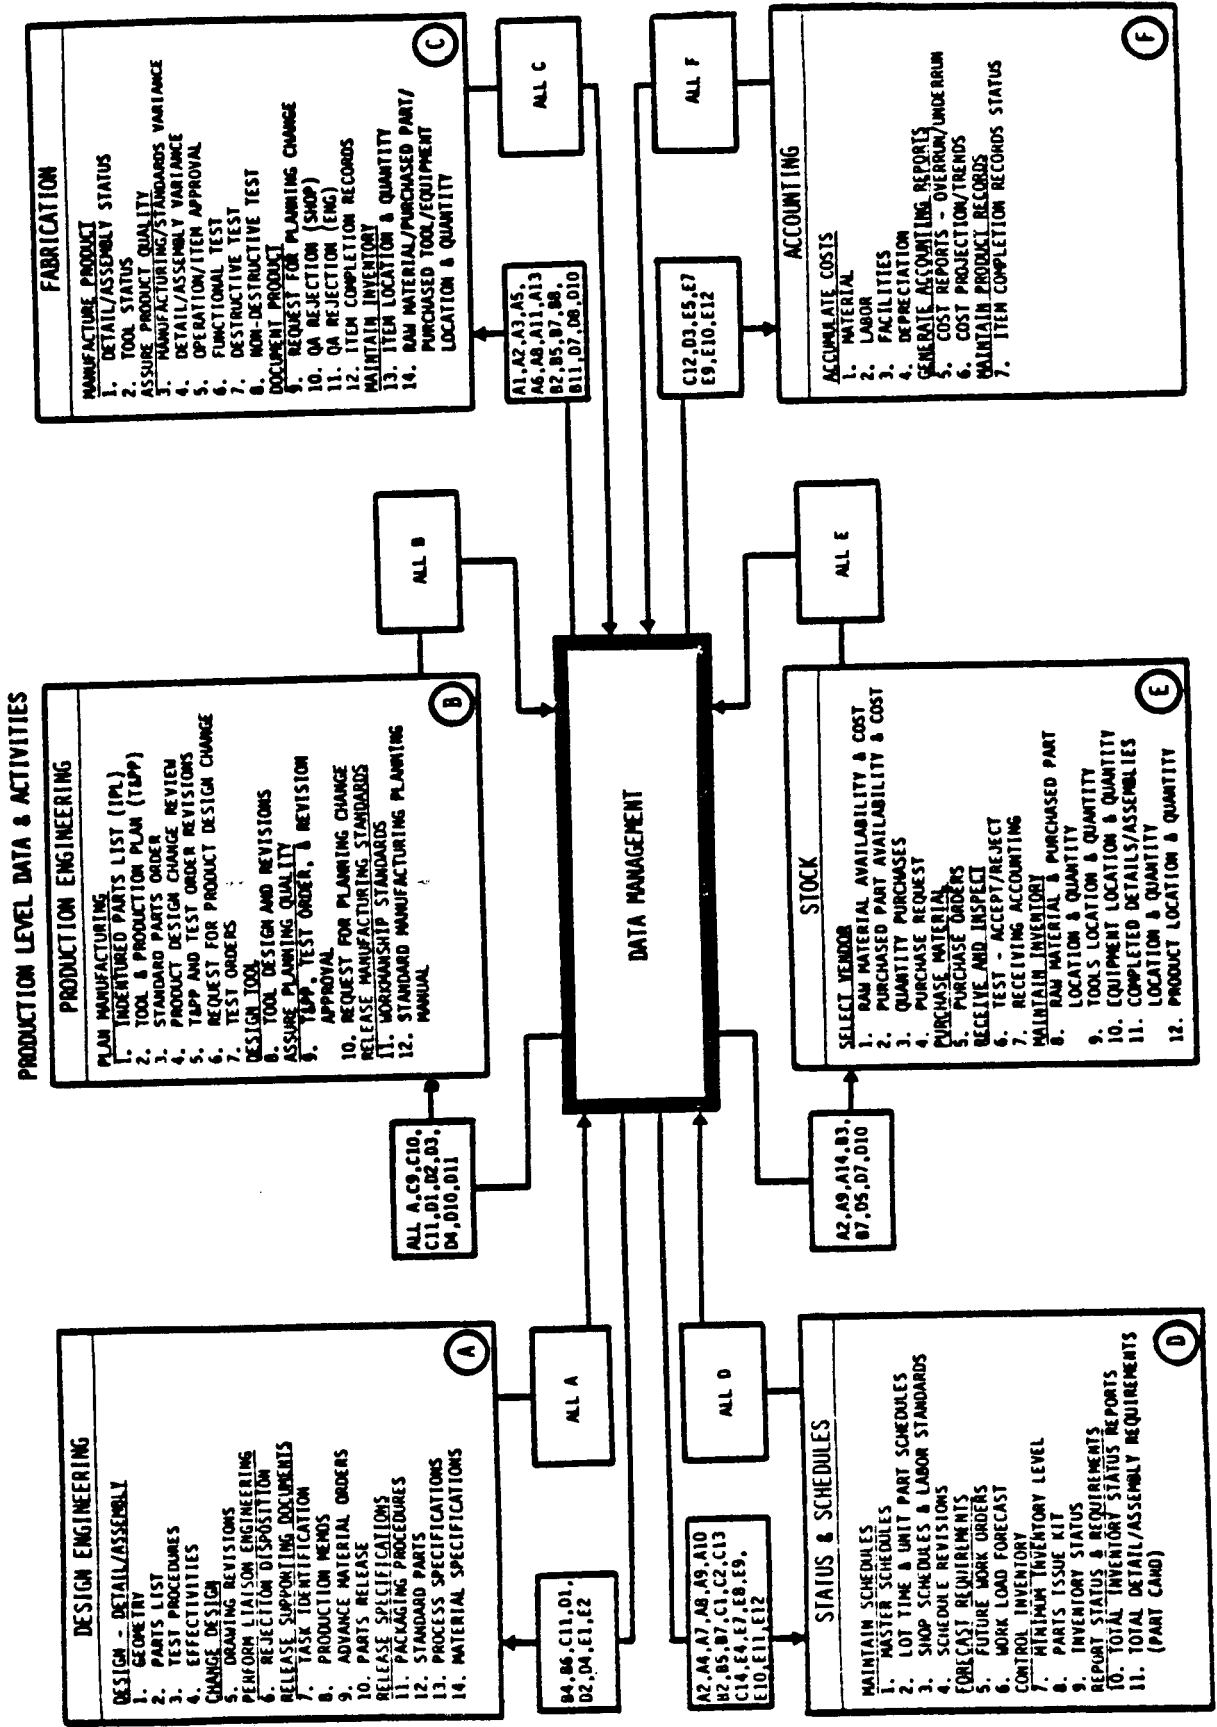 PRODUCTION LEVEL DATA & ACTIVITIES
DESIGN ENGINEERING
DESIGN - DETAIL/ASSEMBLY
1. GEOMETRY
2. PARTS LIST
3. TEST PROCEDURES
4. EFFECTIVITIES
CHANGE DESIGN
5. DRAWING REVISIONS
PERFORM LIAISON ENGINEERING
6. REJECTION DISPOSITION
RELEASE SUPPORTING DOCUMENTS
7. TASK IDENTIFICATION
8. PRODUCTION MEMOS
9. ADVANCE MATERIAL ORDERS
10. PARTS RELEASE
RELEASE SPECIFICATIONS
11. PACKAGING PROCEDURES
12. STANDARD PARTS
13. PROCESS SPECIFICATIONS
14. MATERIAL SPECIFICATIONS
A
PRODUCTION ENGINEERING
PLAN MANUFACTURING
1. INDENTURED PARTS LIST (IPL)
2. TOOL & PRODUCTION PLAN (T&PP)
3. STANDARD PARTS ORDER
4. PRODUCT DESIGN CHANGE REVIEW
5. T&PP AND TEST ORDER REVISIONS
6. REQUEST FOR PRODUCT DESIGN CHANGE
7. TEST ORDERS
DESIGN TOOL
8. TOOL DESIGN AND REVISIONS
ASSURE PLANNING QUALITY
9. T&PP, TEST ORDER, & REVISION
APPROVAL
10. REQUEST FOR PLANNING CHANGE
RELEASE MANUFACTURING STANDARDS
11. WORKMANSHIP STANDARDS
12. STANDARD MANUFACTURING PLANNING
MANUAL
B
FABRICATION
MANUFACTURE PRODUCT
1. DETAIL/ASSEMBLY STATUS
2. TOOL STATUS
ASSURE PRODUCT QUALITY
3. MANUFACTURING/STANDARDS VARIANCE
4. DETAIL/ASSEMBLY VARIANCE
5. OPERATION/ITEM APPROVAL
6. FUNCTIONAL TEST
7. DESTRUCTIVE TEST
8. NON-DESTRUCTIVE TEST
DOCUMENT PRODUCT
9. REQUEST FOR PLANNING CHANGE
10. QA REJECTION (SHOP)
11. QA REJECTION (ENG)
12. ITEM COMPLETION RECORDS
MAINTAIN INVENTORY
13. ITEM LOCATION & QUANTITY
14. RAW MATERIAL/PURCHASED PART/
PURCHASED TOOL/EQUIPMENT
LOCATION & QUANTITY
C
B4,B6,C11,D1,
D2,D4,E1,E2
ALL A
ALL A,C9,C10,
C11,D1,D2,D3,
D4,D10,D11
ALL B
A1,A2,A3,A5,
A6,A8,A11,A13
B2,B5,B7,B8,
B11,D7,D8,D10
ALL C
DATA MANAGEMENT
A2,A4,A7,A8,A9,A10
B2,B5,B7,C1,C2,C13
C14,E4,E7,E8,E9,
E10,E11,E12
ALL D
A2,A9,A14,B3,
B7,D5,D7,D10
ALL E
C12,D3,E5,E7
E9,E10,E12
ALL F
STATUS & SCHEDULES
MAINTAIN SCHEDULES
1. MASTER SCHEDULES
2. LOT TIME & UNIT PART SCHEDULES
3. SHOP SCHEDULES & LABOR STANDARDS
4. SCHEDULE REVISIONS
FORECAST REQUIREMENTS
5. FUTURE WORK ORDERS
6. WORK LOAD FORECAST
CONTROL INVENTORY
7. MINIMUM INVENTORY LEVEL
8. PARTS ISSUE KIT
9. INVENTORY STATUS
REPORT STATUS & REQUIREMENTS
10. TOTAL INVENTORY STATUS REPORTS
11. TOTAL DETAIL/ASSEMBLY REQUIREMENTS
(PART CARD)
D
STOCK
SELECT VENDOR
1. RAW MATERIAL AVAILABILITY & COST
2. PURCHASED PART AVAILABILITY & COST
3. QUANTITY PURCHASES
4. PURCHASE REQUEST
PURCHASE MATERIAL
5. PURCHASE ORDERS
RECEIVE AND INSPECT
6. TEST - ACCEPT/REJECT
7. RECEIVING ACCOUNTING
MAINTAIN INVENTORY
8. RAW MATERIAL & PURCHASED PART
LOCATION & QUANTITY
9. TOOLS LOCATION & QUANTITY
10. EQUIPMENT LOCATION & QUANTITY
11. COMPLETED DETAILS/ASSEMBLIES
LOCATION & QUANTITY
12. PRODUCT LOCATION & QUANTITY
E
ACCOUNTING
ACCUMULATE COSTS
1. MATERIAL
2. LABOR
3. FACILITIES
4. DEPRECIATION
GENERATE ACCOUNTING REPORTS
5. COST REPORTS - OVERRUN/UNDERRUN
6. COST PROJECTION/TRENDS
MAINTAIN PRODUCT RECORDS
7. ITEM COMPLETION RECORDS STATUS
F